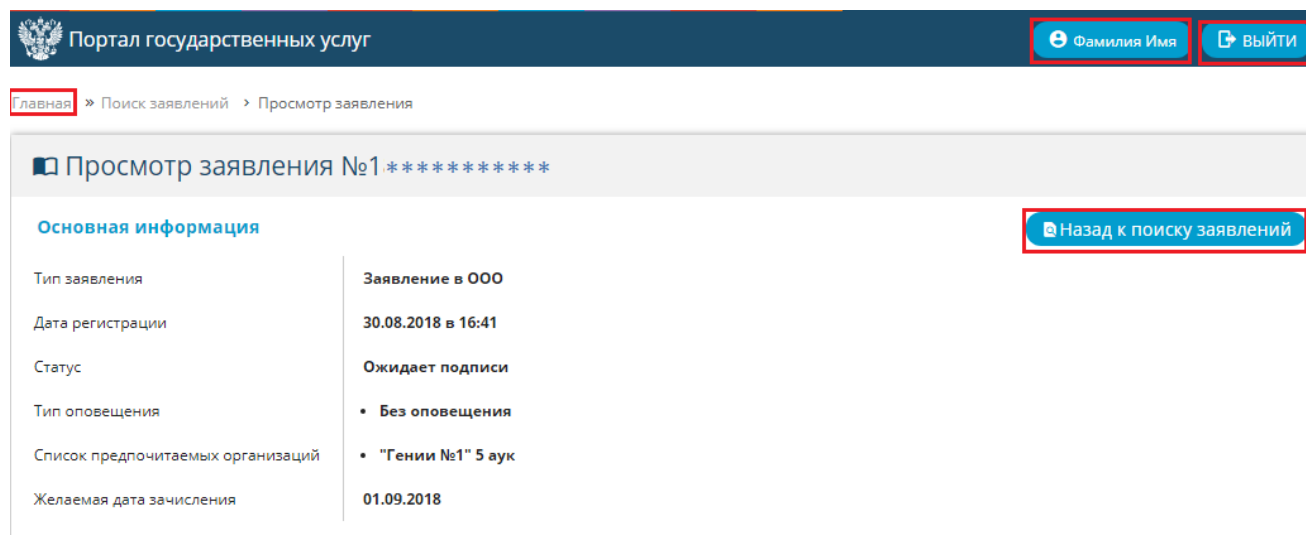 Портал государственных услуг Фамилия Имя ВЫЙТИ
Главная » Поиск заявлений > Просмотр заявления
Просмотр заявления №1***********
Основная информация Назад к поиску заявлений
Тип заявления Заявление в ООО
Дата регистрации 30.08.2018 в 16:41
Статус Ожидает подписи
Тип оповещения • Без оповещения
Список предпочитаемых организаций • "Гении №1" 5 аук
Желаемая дата зачисления 01.09.2018